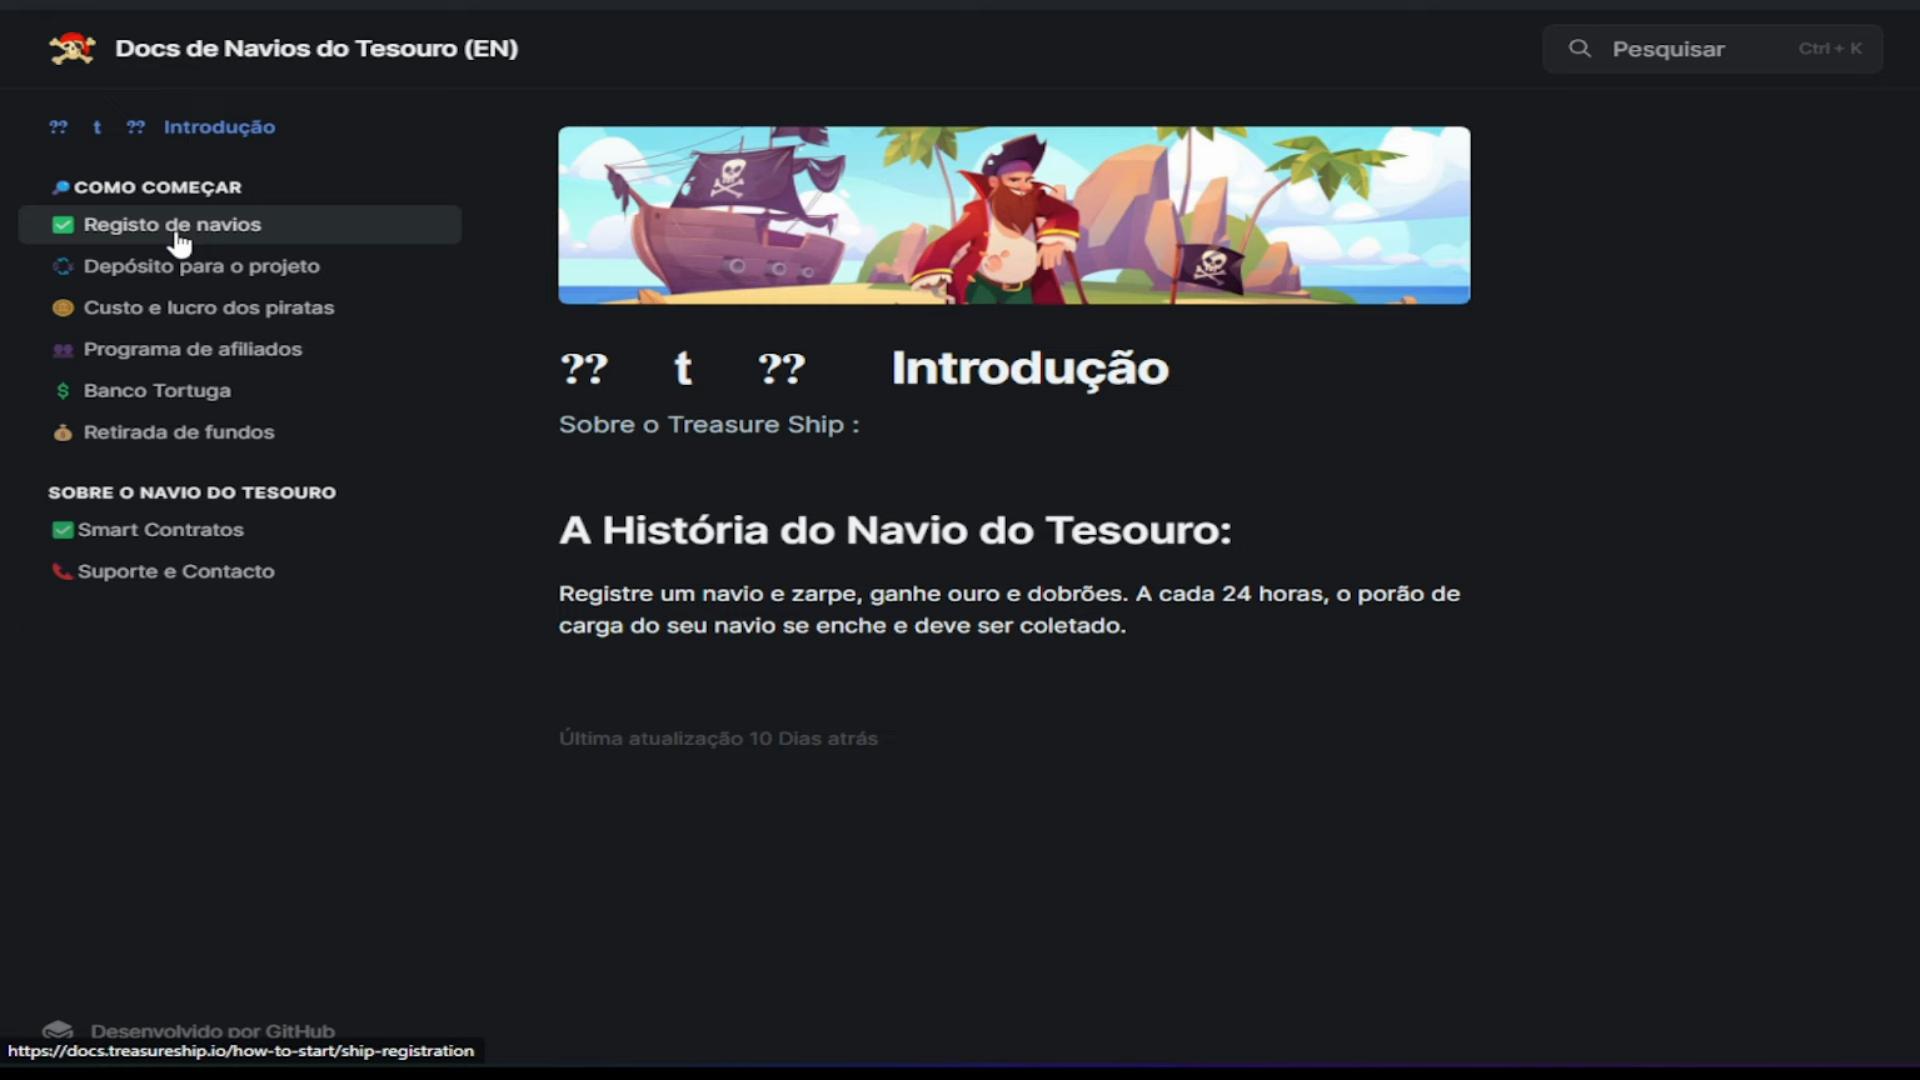 Docs de Navios do Tesouro (EN)
Pesquisar Ctrl + K
?? t ?? Introdução
COMO COMEÇAR
Registo de navios
Depósito para o projeto
Custo e lucro dos piratas
Programa de afiliados
Banco Tortuga
Retirada de fundos
SOBRE O NAVIO DO TESOURO
Smart Contratos
Suporte e Contacto
?? t ?? Introdução
Sobre o Treasure Ship :
A História do Navio do Tesouro:
Registre um navio e zarpe, ganhe ouro e dobrões. A cada 24 horas, o porão de
carga do seu navio se enche e deve ser coletado.
Última atualização 10 Dias atrás
Desenvolvido por GitHub
https://docs.treasureship.io/how-to-start/ship-registration